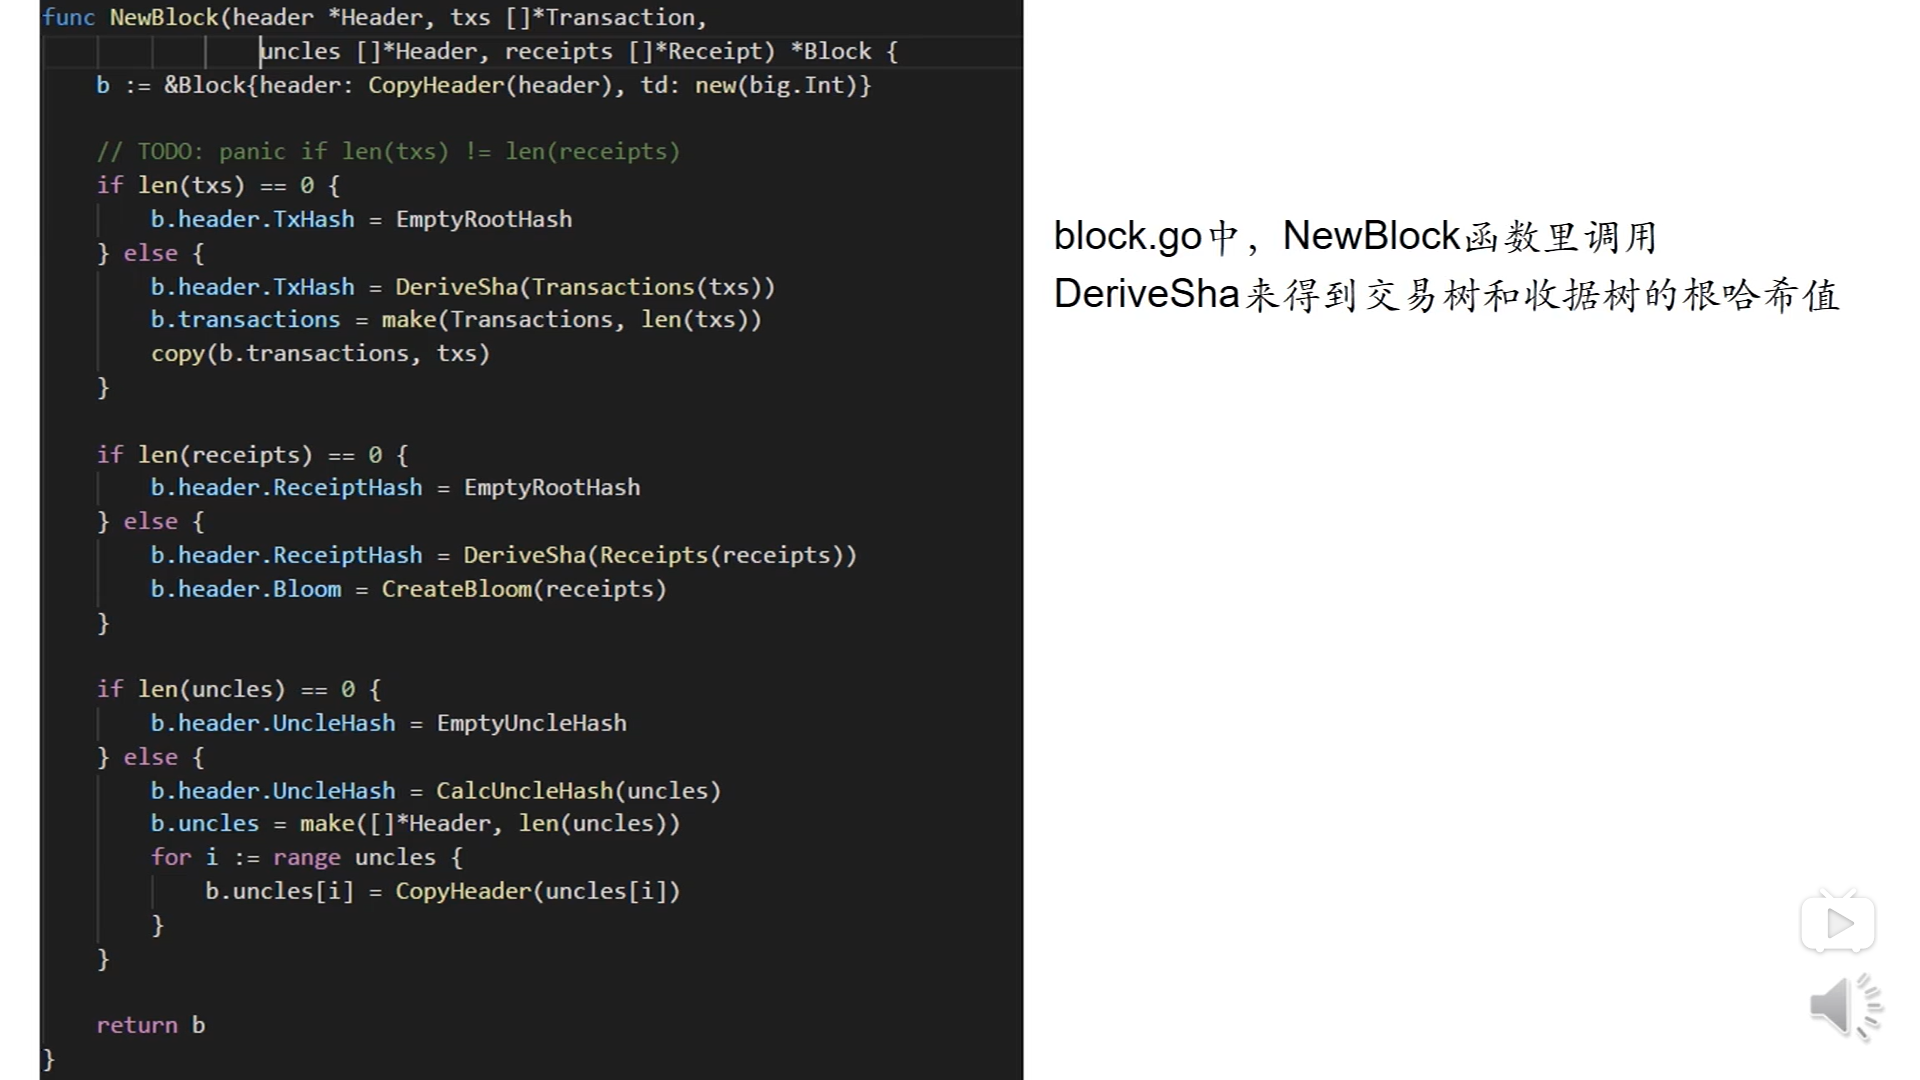 func NewBlock(header *Header, txs []*Transaction,
uncles []*Header, receipts []*Receipt) *Block {
b := &Block{header: CopyHeader(header), td: new(big.Int)}
// TODO: panic if len(txs) != len(receipts)
if len(txs) == 0 {
b.header.TxHash = EmptyRootHash
} else {
b.header.TxHash = DeriveSha(Transactions(txs))
b.transactions = make(Transactions, len(txs))
copy(b.transactions, txs)
}
if len(receipts) == 0 {
b.header.ReceiptHash = EmptyRootHash
} else {
b.header.ReceiptHash = DeriveSha(Receipts(receipts))
b.header.Bloom = CreateBloom(receipts)
}
if len(uncles) == 0 {
b.header.UncleHash = EmptyUncleHash
} else {
b.header.UncleHash = CalcUncleHash(uncles)
b.uncles = make([]*Header, len(uncles))
for i := range uncles {
b.uncles[i] = CopyHeader(uncles[i])
}
}
return b
}
block.go中，NewBlock函数里调用
DeriveSha来得到交易树和收据树的根哈希值